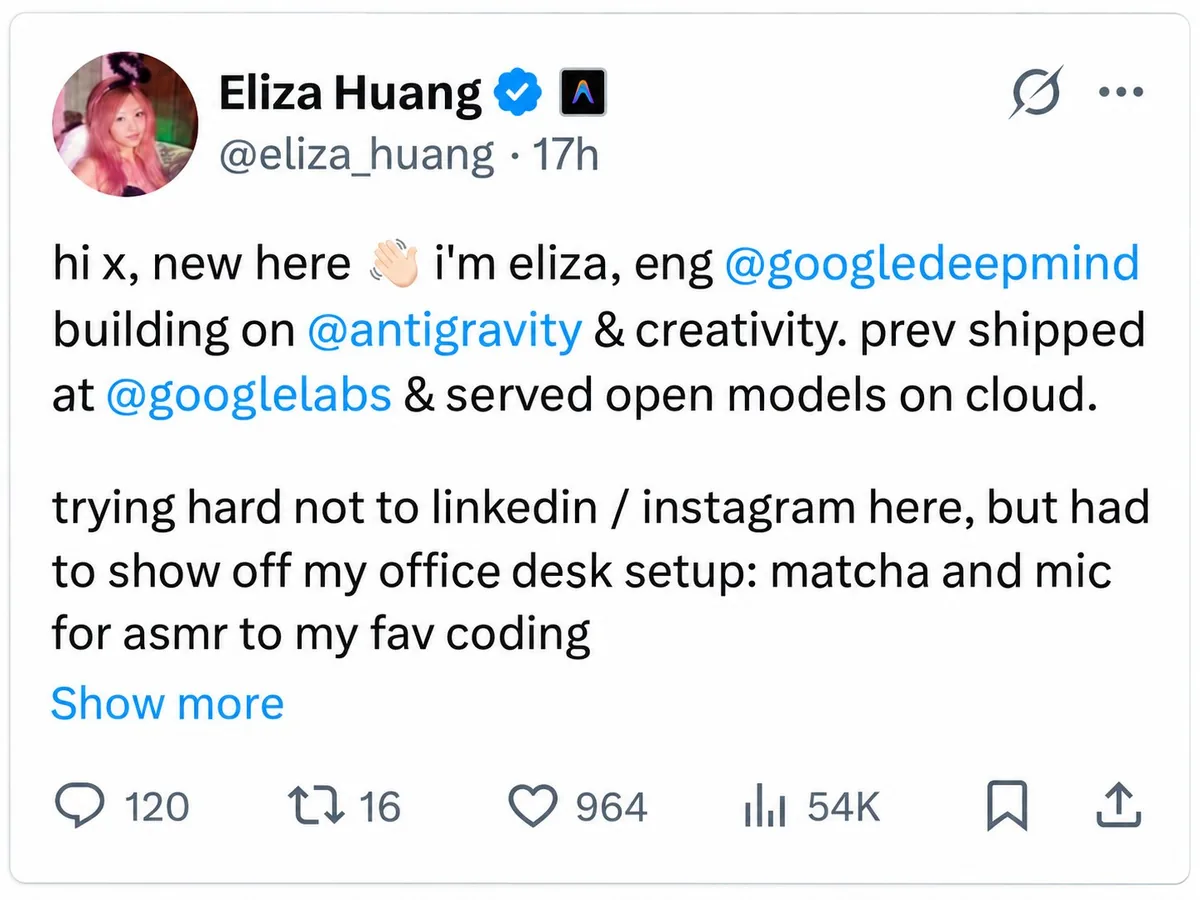 Eliza Huang
@eliza_huang · 17h
hi x, new here 👋🏻 i'm eliza, eng @googledeepmind
building on @antigravity & creativity. prev shipped
at @googlelabs & served open models on cloud.
trying hard not to linkedin / instagram here, but had
to show off my office desk setup: matcha and mic
for asmr to my fav coding
Show more
120 16 964 54K